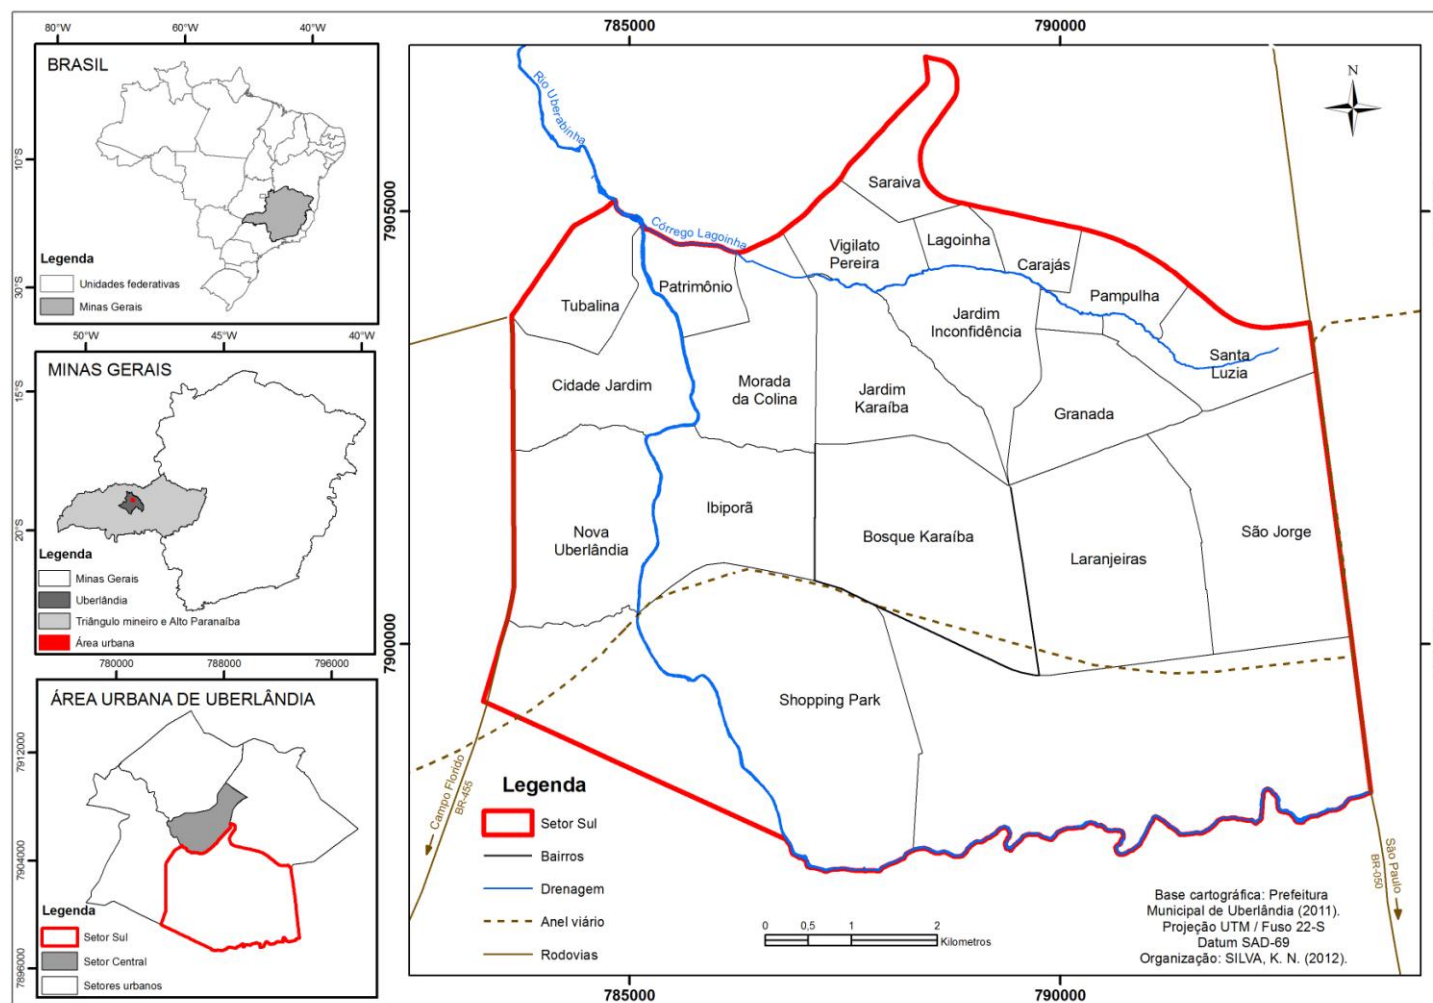 80°W
60°W
40°W
BRASIL
10°S
30°S
Legenda
Unidades federativas
Minas Gerais
50°W
45°W
40°W
MINAS GERAIS
15°S
20°S
Legenda
Minas Gerais
Uberlândia
Triângulo mineiro e Alto Paranaíba
Área urbana
780000
788000
796000
ÁREA URBANA DE UBERLÂNDIA
7912000
7904000
7896000
Legenda
Setor Sul
Setor Central
Setores urbanos
785000
790000
7905000
7900000
785000
790000
N
Rio Uberabinha
Córrego Lagoinha
Saraiva
Vigilato
Pereira
Lagoinha
Carajás
Pampulha
Tubalina
Patrimônio
Jardim
Inconfidência
Santa
Luzia
Cidade Jardim
Morada
da Colina
Jardim
Karaíba
Granada
Nova
Uberlândia
Ibiporã
Bosque Karaíba
Laranjeiras
São Jorge
Shopping Park
Campo Florido
BR-455
São Paulo
BR-050
Legenda
Setor Sul
Bairros
Drenagem
Anel viário
Rodovias
0 0,5 1 2
Kilometros
Base cartográfica: Prefeitura
Municipal de Uberlândia (2011).
Projeção UTM / Fuso 22-S
Datum SAD-69
Organização: SILVA, K. N. (2012).